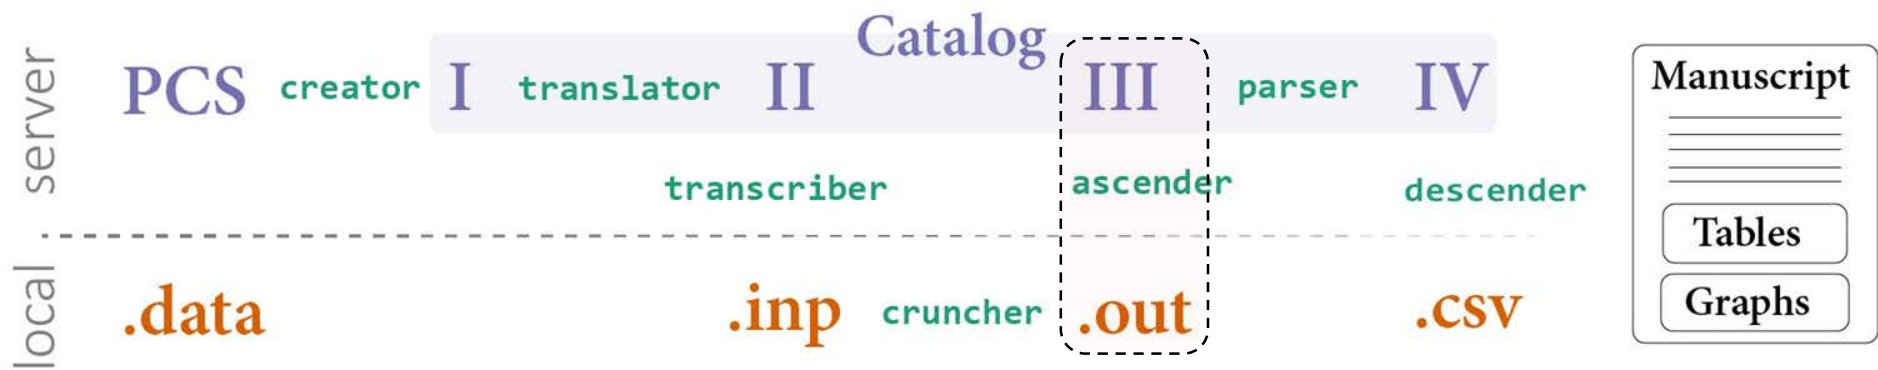 server
Catalog
PCS creator I translator II III parser IV
transcriber ascender descender
local
.data .inp cruncher .out .csv
Manuscript
Tables
Graphs